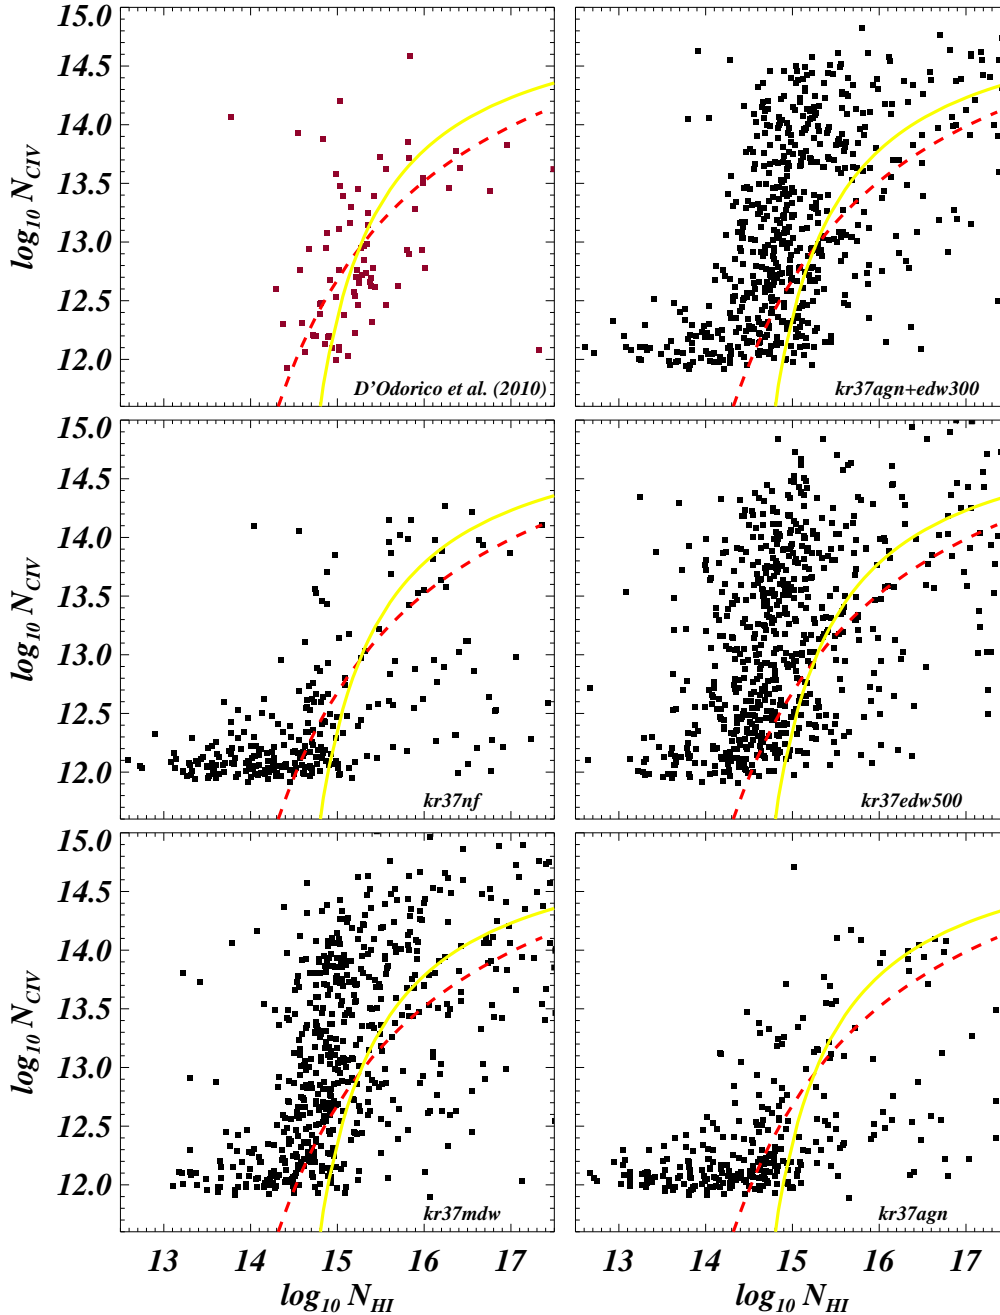 15.0
14.5
14.0
13.5
13.0
12.5
12.0
log10 NCIV
D'Odorico et al. (2010)
kr37agn+edw300
15.0
14.5
14.0
13.5
13.0
12.5
12.0
log10 NCIV
kr37nf
kr37edw500
15.0
14.5
14.0
13.5
13.0
12.5
12.0
log10 NCIV
kr37mdw
kr37agn
13 14 15 16 17
13 14 15 16 17
log10 NHI
log10 NHI